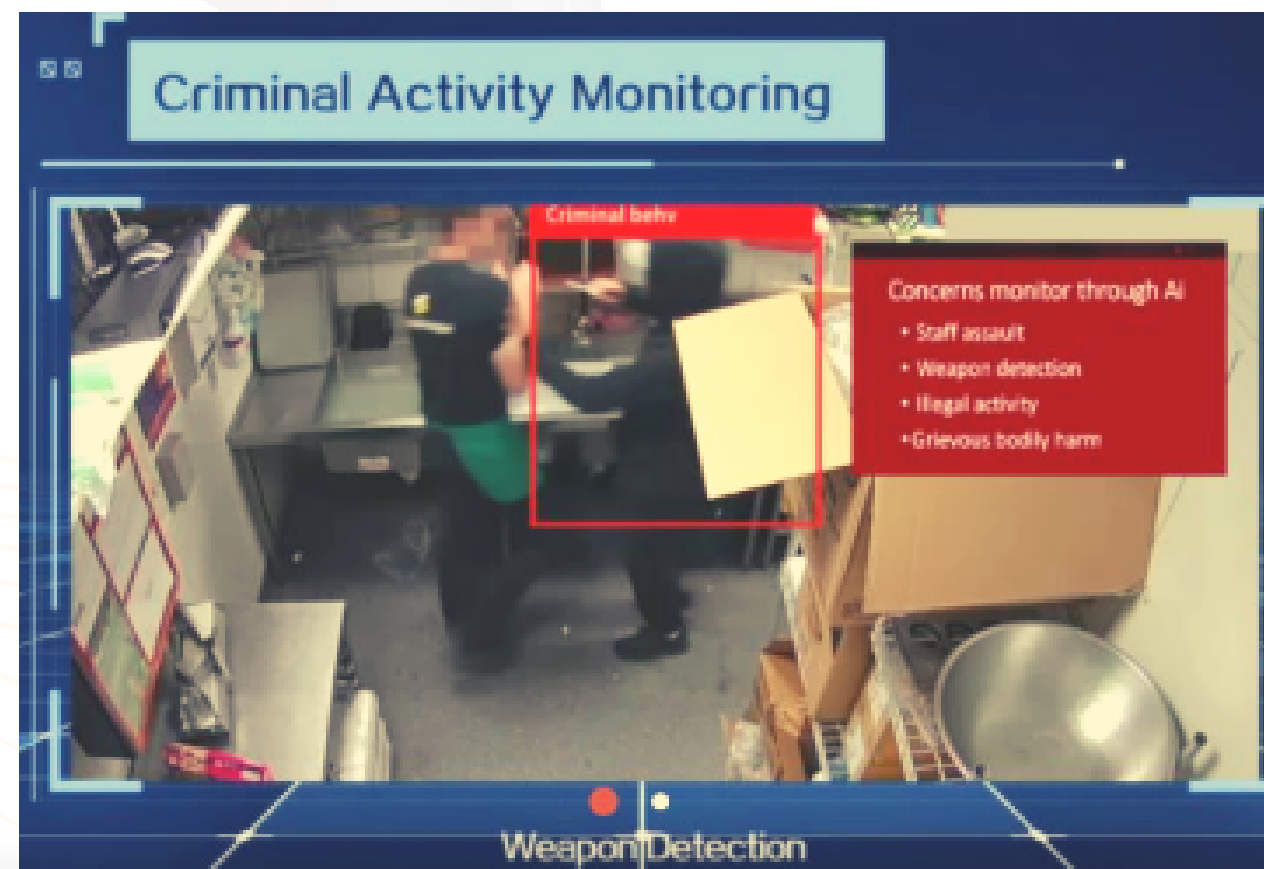 Criminal Activity Monitoring
Criminal behv
Concerns monitor through Ai
• Staff assault
• Weapon detection
• Illegal activity
•Grievous bodily harm
Weapon Detection